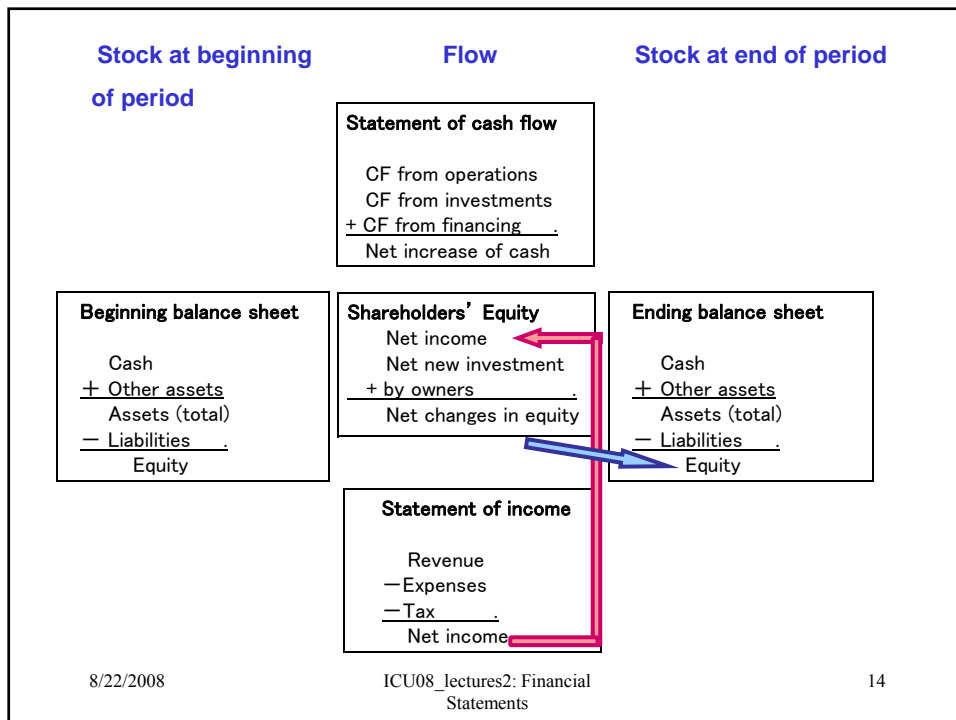 Stock at beginning
of period
Flow
Stock at end of period
Statement of cash flow
CF from operations
CF from investments
+ CF from financing .
Net increase of cash
Beginning balance sheet
Cash
＋ Other assets
Assets (total)
－ Liabilities .
Equity
Shareholders’ Equity
Net income
Net new investment
+ by owners .
Net changes in equity
Ending balance sheet
Cash
＋ Other assets
Assets (total)
－ Liabilities .
Equity
Statement of income
Revenue
－Expenses
－Tax .
Net income
8/22/2008
ICU08_lectures2: Financial
Statements
14